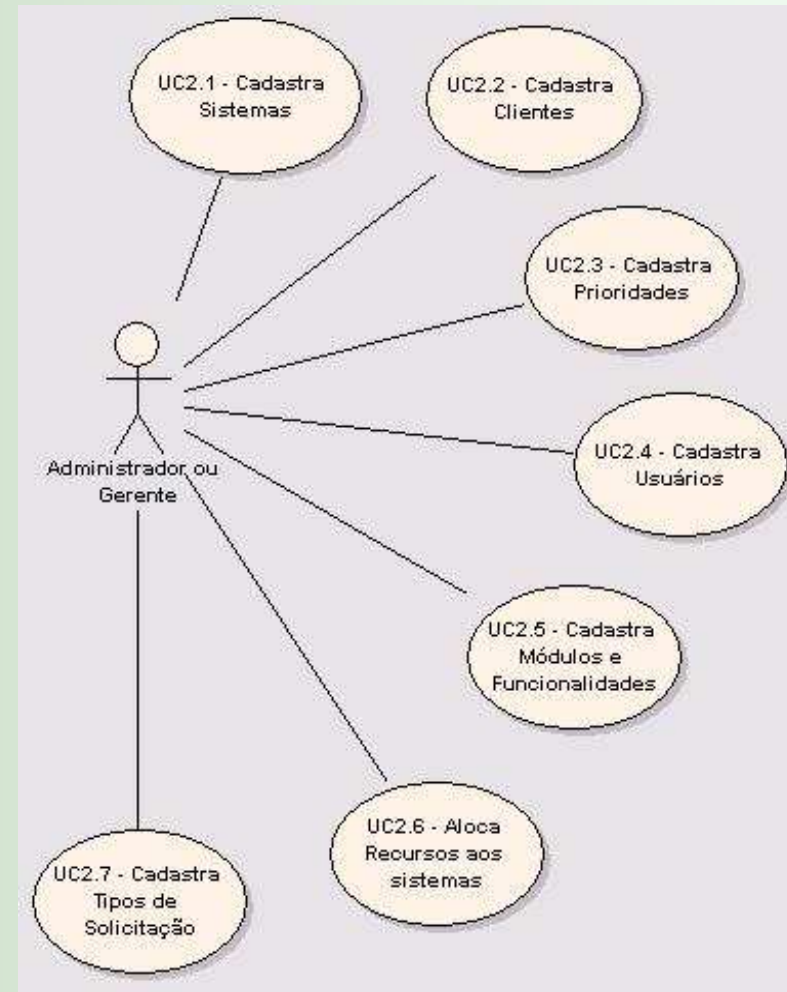 UC2.1 - Cadastra
Sistemas
UC2.2 - Cadastra
Clientes
UC2.3 - Cadastra
Prioridades
UC2.4 - Cadastra
Usuários
Administrador ou
Gerente
UC2.5 - Cadastra
Módulos e
Funcionalidades
UC2.6 - Aloca
Recursos aos
sistemas
UC2.7 - Cadastra
Tipos de
Solicitação